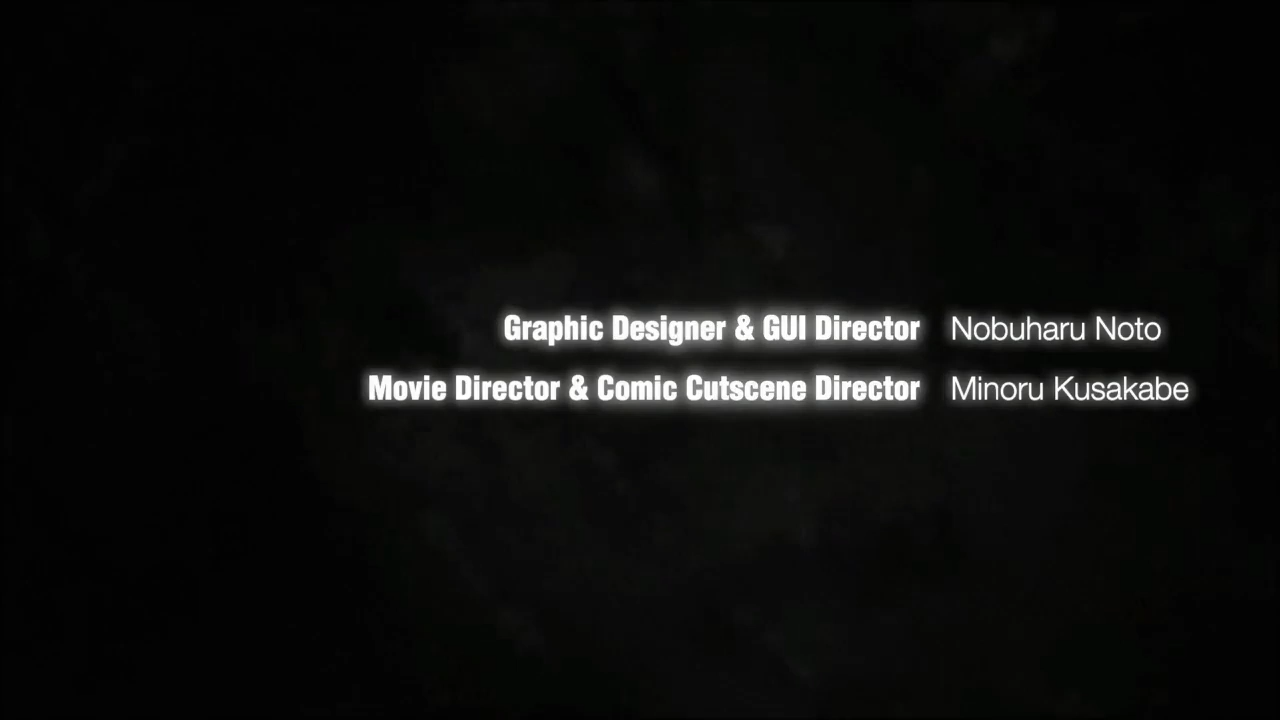 Graphic Designer & GUI Director Nobuharu Noto
Movie Director & Comic Cutscene Director Minoru Kusakabe